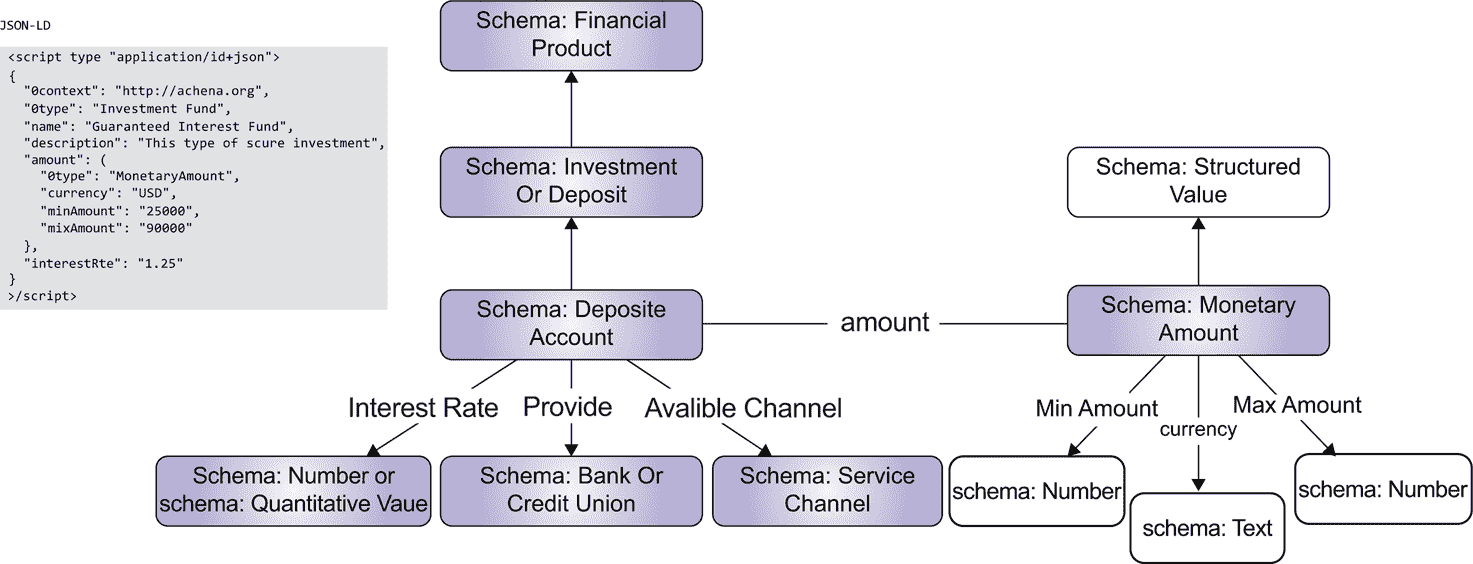 JSON-LD
<script type "application/id+json">
{
"0context": "http://achena.org",
"0type": "Investment Fund",
"name": "Guaranteed Interest Fund",
"description": "This type of scure investment",
"amount": (
"0type": "MonetaryAmount",
"currency": "USD",
"minAmount": "25000",
"mixAmount": "90000"
},
"interestRte": "1.25"
}
>/script>
Schema: Financial
Product
Schema: Investment
Or Deposit
Schema: Structured
Value
Schema: Deposite
Account
amount
Schema: Monetary
Amount
Interest Rate
Provide
Avalible Channel
Min Amount
currency
Max Amount
Schema: Number or
schema: Quantitative Vaue
Schema: Bank Or
Credit Union
Schema: Service
Channel
schema: Number
schema: Text
schema: Number